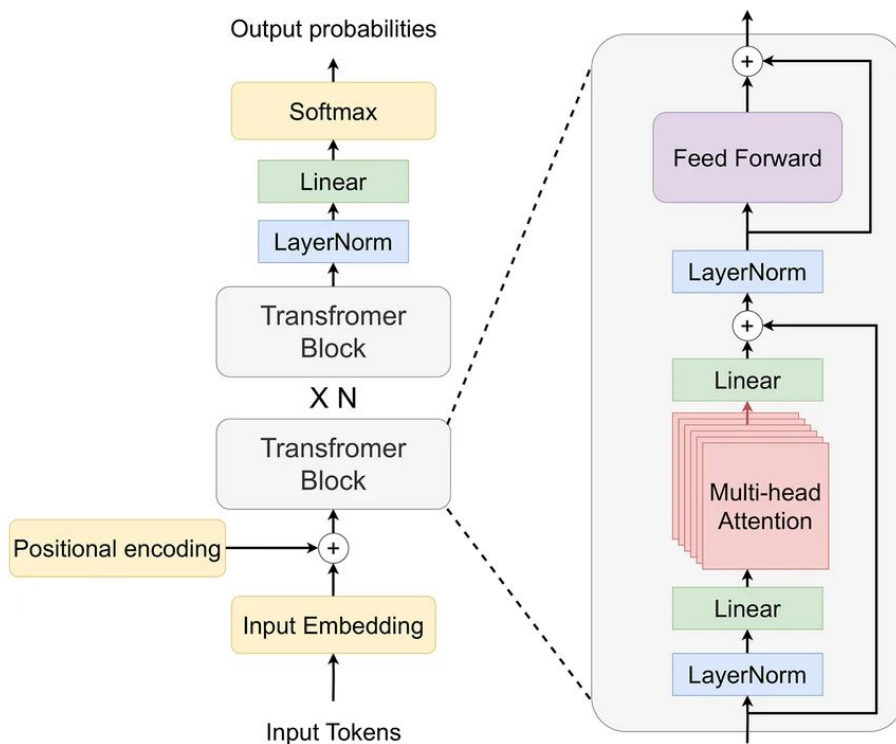 Output probabilities
Softmax
Linear
LayerNorm
Transfromer
Block
X N
Transfromer
Block
Positional encoding
+
Input Embedding
Input Tokens
+
Feed Forward
LayerNorm
+
Linear
Multi-head
Attention
Linear
LayerNorm